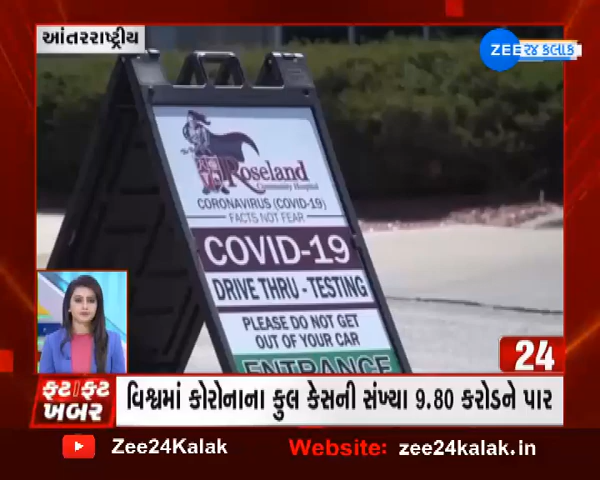 આંતરરાષ્ટ્રીય
ZEE ૨૪ કલાક
75
Roseland
Community Hospital
CORONAVIRUS (COVID-19)
FACTS NOT FEAR
COVID-19
DRIVE THRU - TESTING
PLEASE DO NOT GET
OUT OF YOUR CAR
ENTRANCE
24
ફટાફટ
ખબર
વિશ્વમાં કોરોનાના કુલ કેસની સંખ્યા 9.80 કરોડને પાર
Zee24Kalak
Website: zee24kalak.in